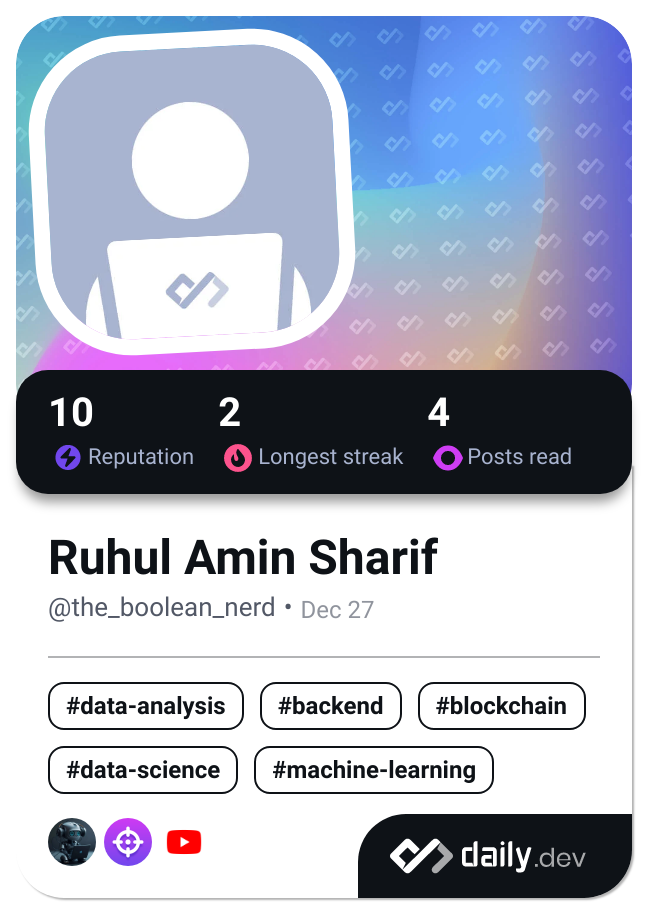 10 2 4
Reputation Longest streak Posts read
Ruhul Amin Sharif
@the_boolean_nerd • Dec 27
#data-analysis #backend #blockchain
#data-science #machine-learning
daily.dev